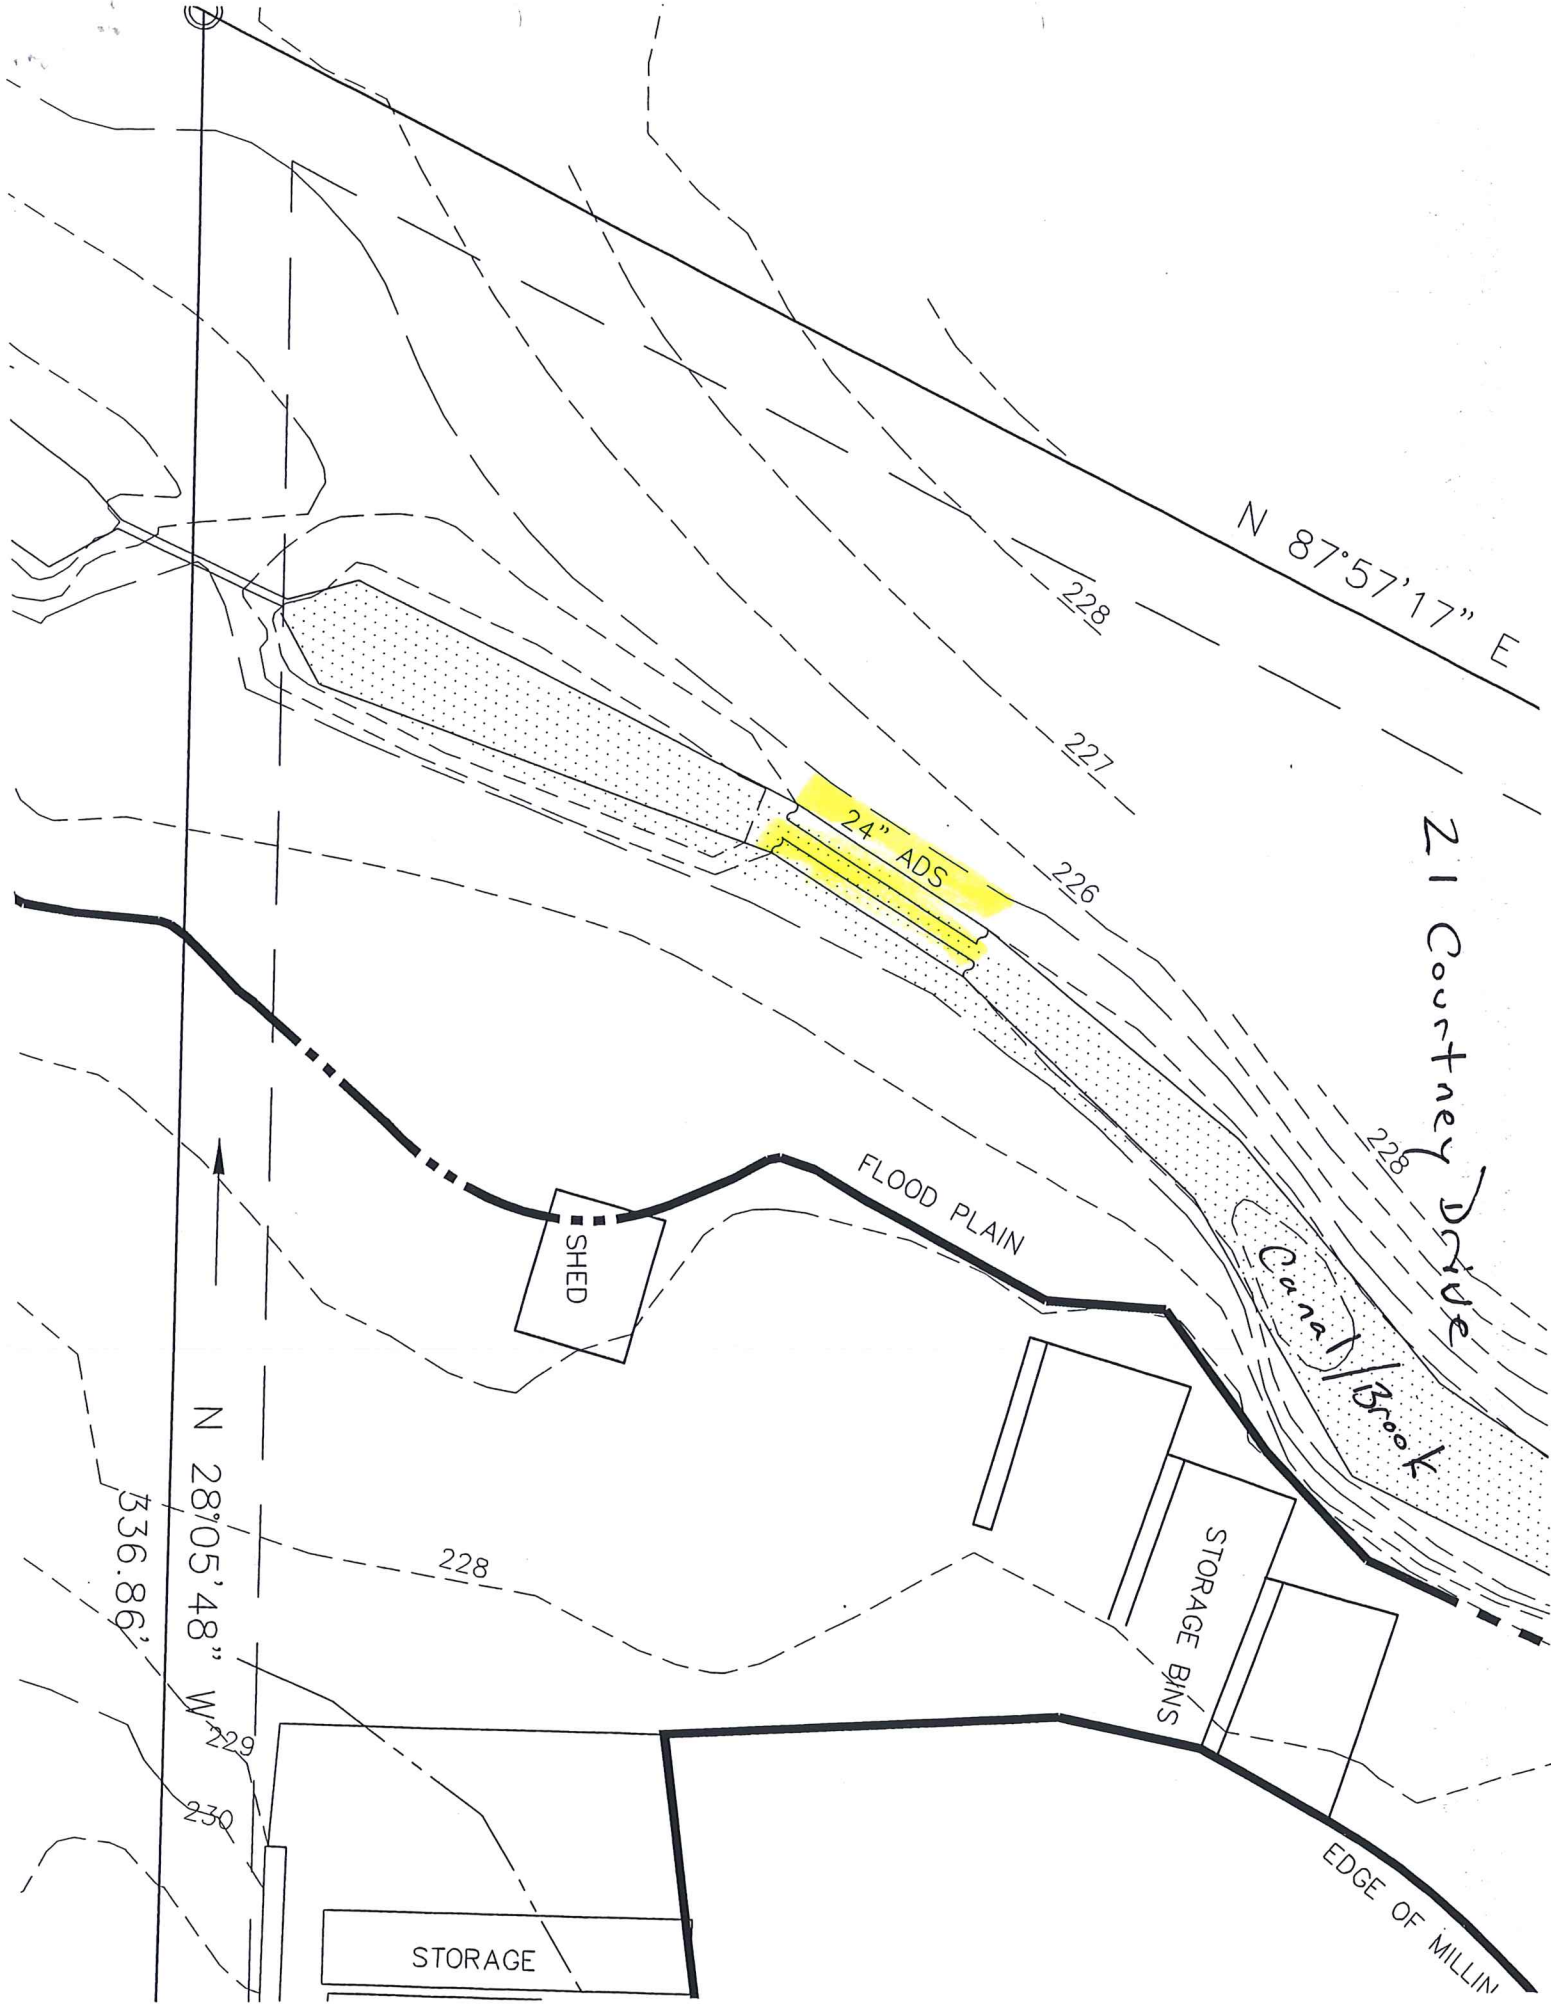 N 87°57'17" E
228
227
24" ADS
226
21 Courtney Drive
228
FLOOD PLAIN
Canal/Brook
SHED
N 28°05'48" W
336.86'
228
STORAGE BINS
229
230
EDGE OF MILLIN
STORAGE